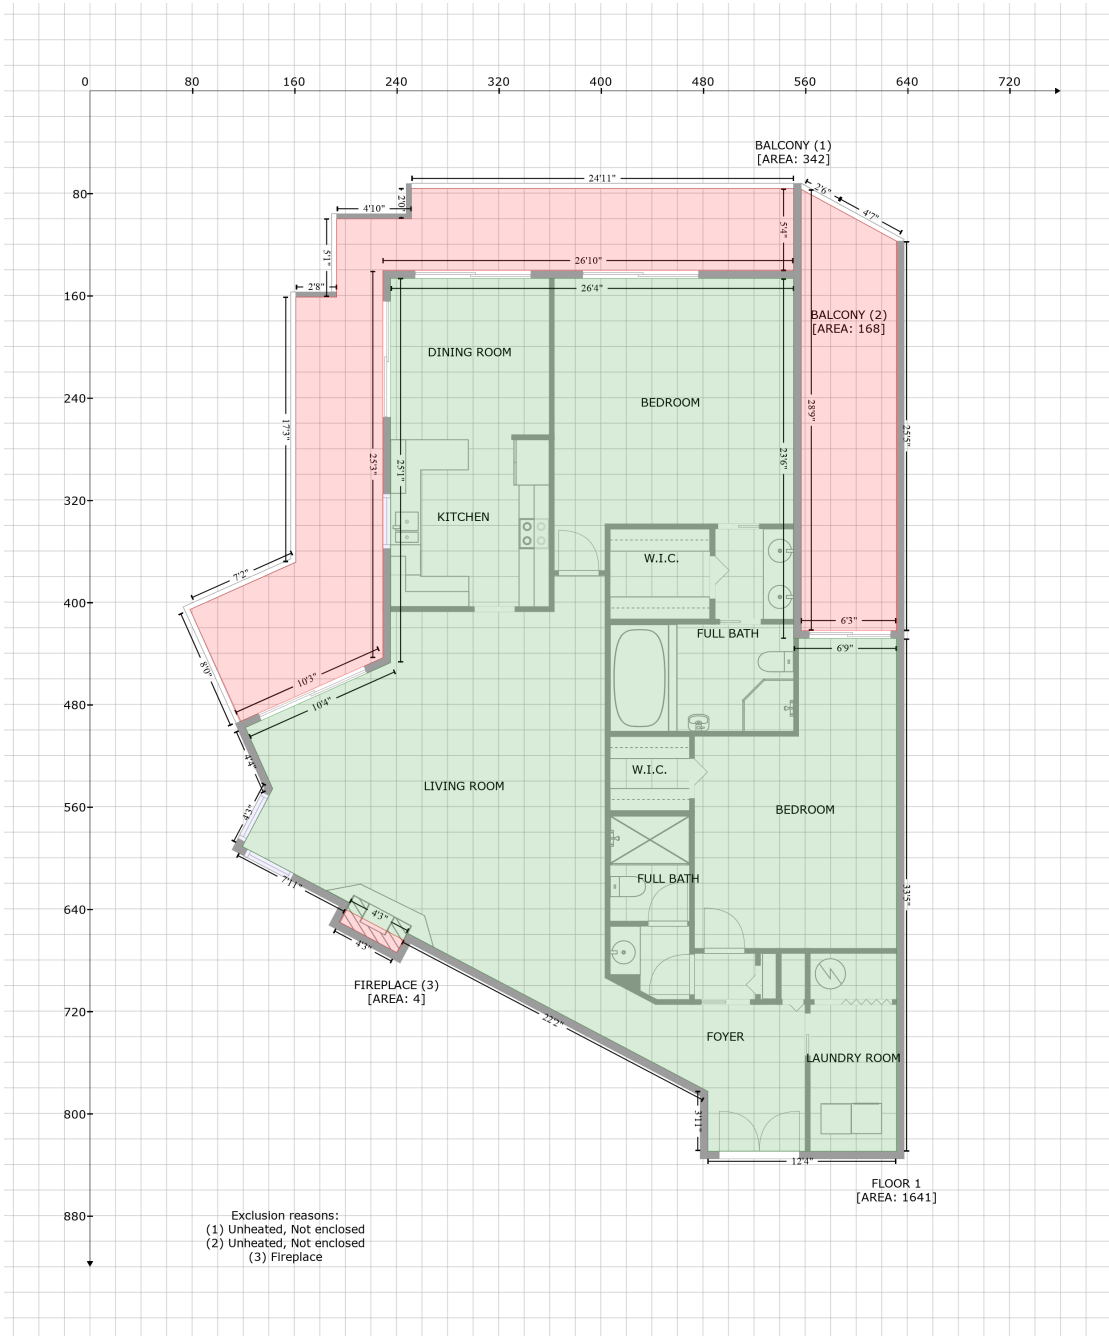 0 80 160 240 320 400 480 560 640 720
80
160
240
320
400
480
560
640
720
800
880
BALCONY (1)
[AREA: 342]
24'11"
2'6"
4'7"
2'0"
4'10"
5'4"
5'1"
26'10"
2'8"
26'4"
BALCONY (2)
[AREA: 168]
DINING ROOM
BEDROOM
28'9"
17'3"
25'5"
25'3"
25'1"
23'6"
KITCHEN
W.I.C.
7'2"
6'3"
FULL BATH
6'9"
8'0"
10'3"
10'4"
4'4"
W.I.C.
LIVING ROOM
BEDROOM
4'3"
7'11"
FULL BATH
33'5"
4'3"
4'3"
FIREPLACE (3)
[AREA: 4]
22'2"
FOYER
LAUNDRY ROOM
3'11"
12'4"
FLOOR 1
[AREA: 1641]
Exclusion reasons:
(1) Unheated, Not enclosed
(2) Unheated, Not enclosed
(3) Fireplace